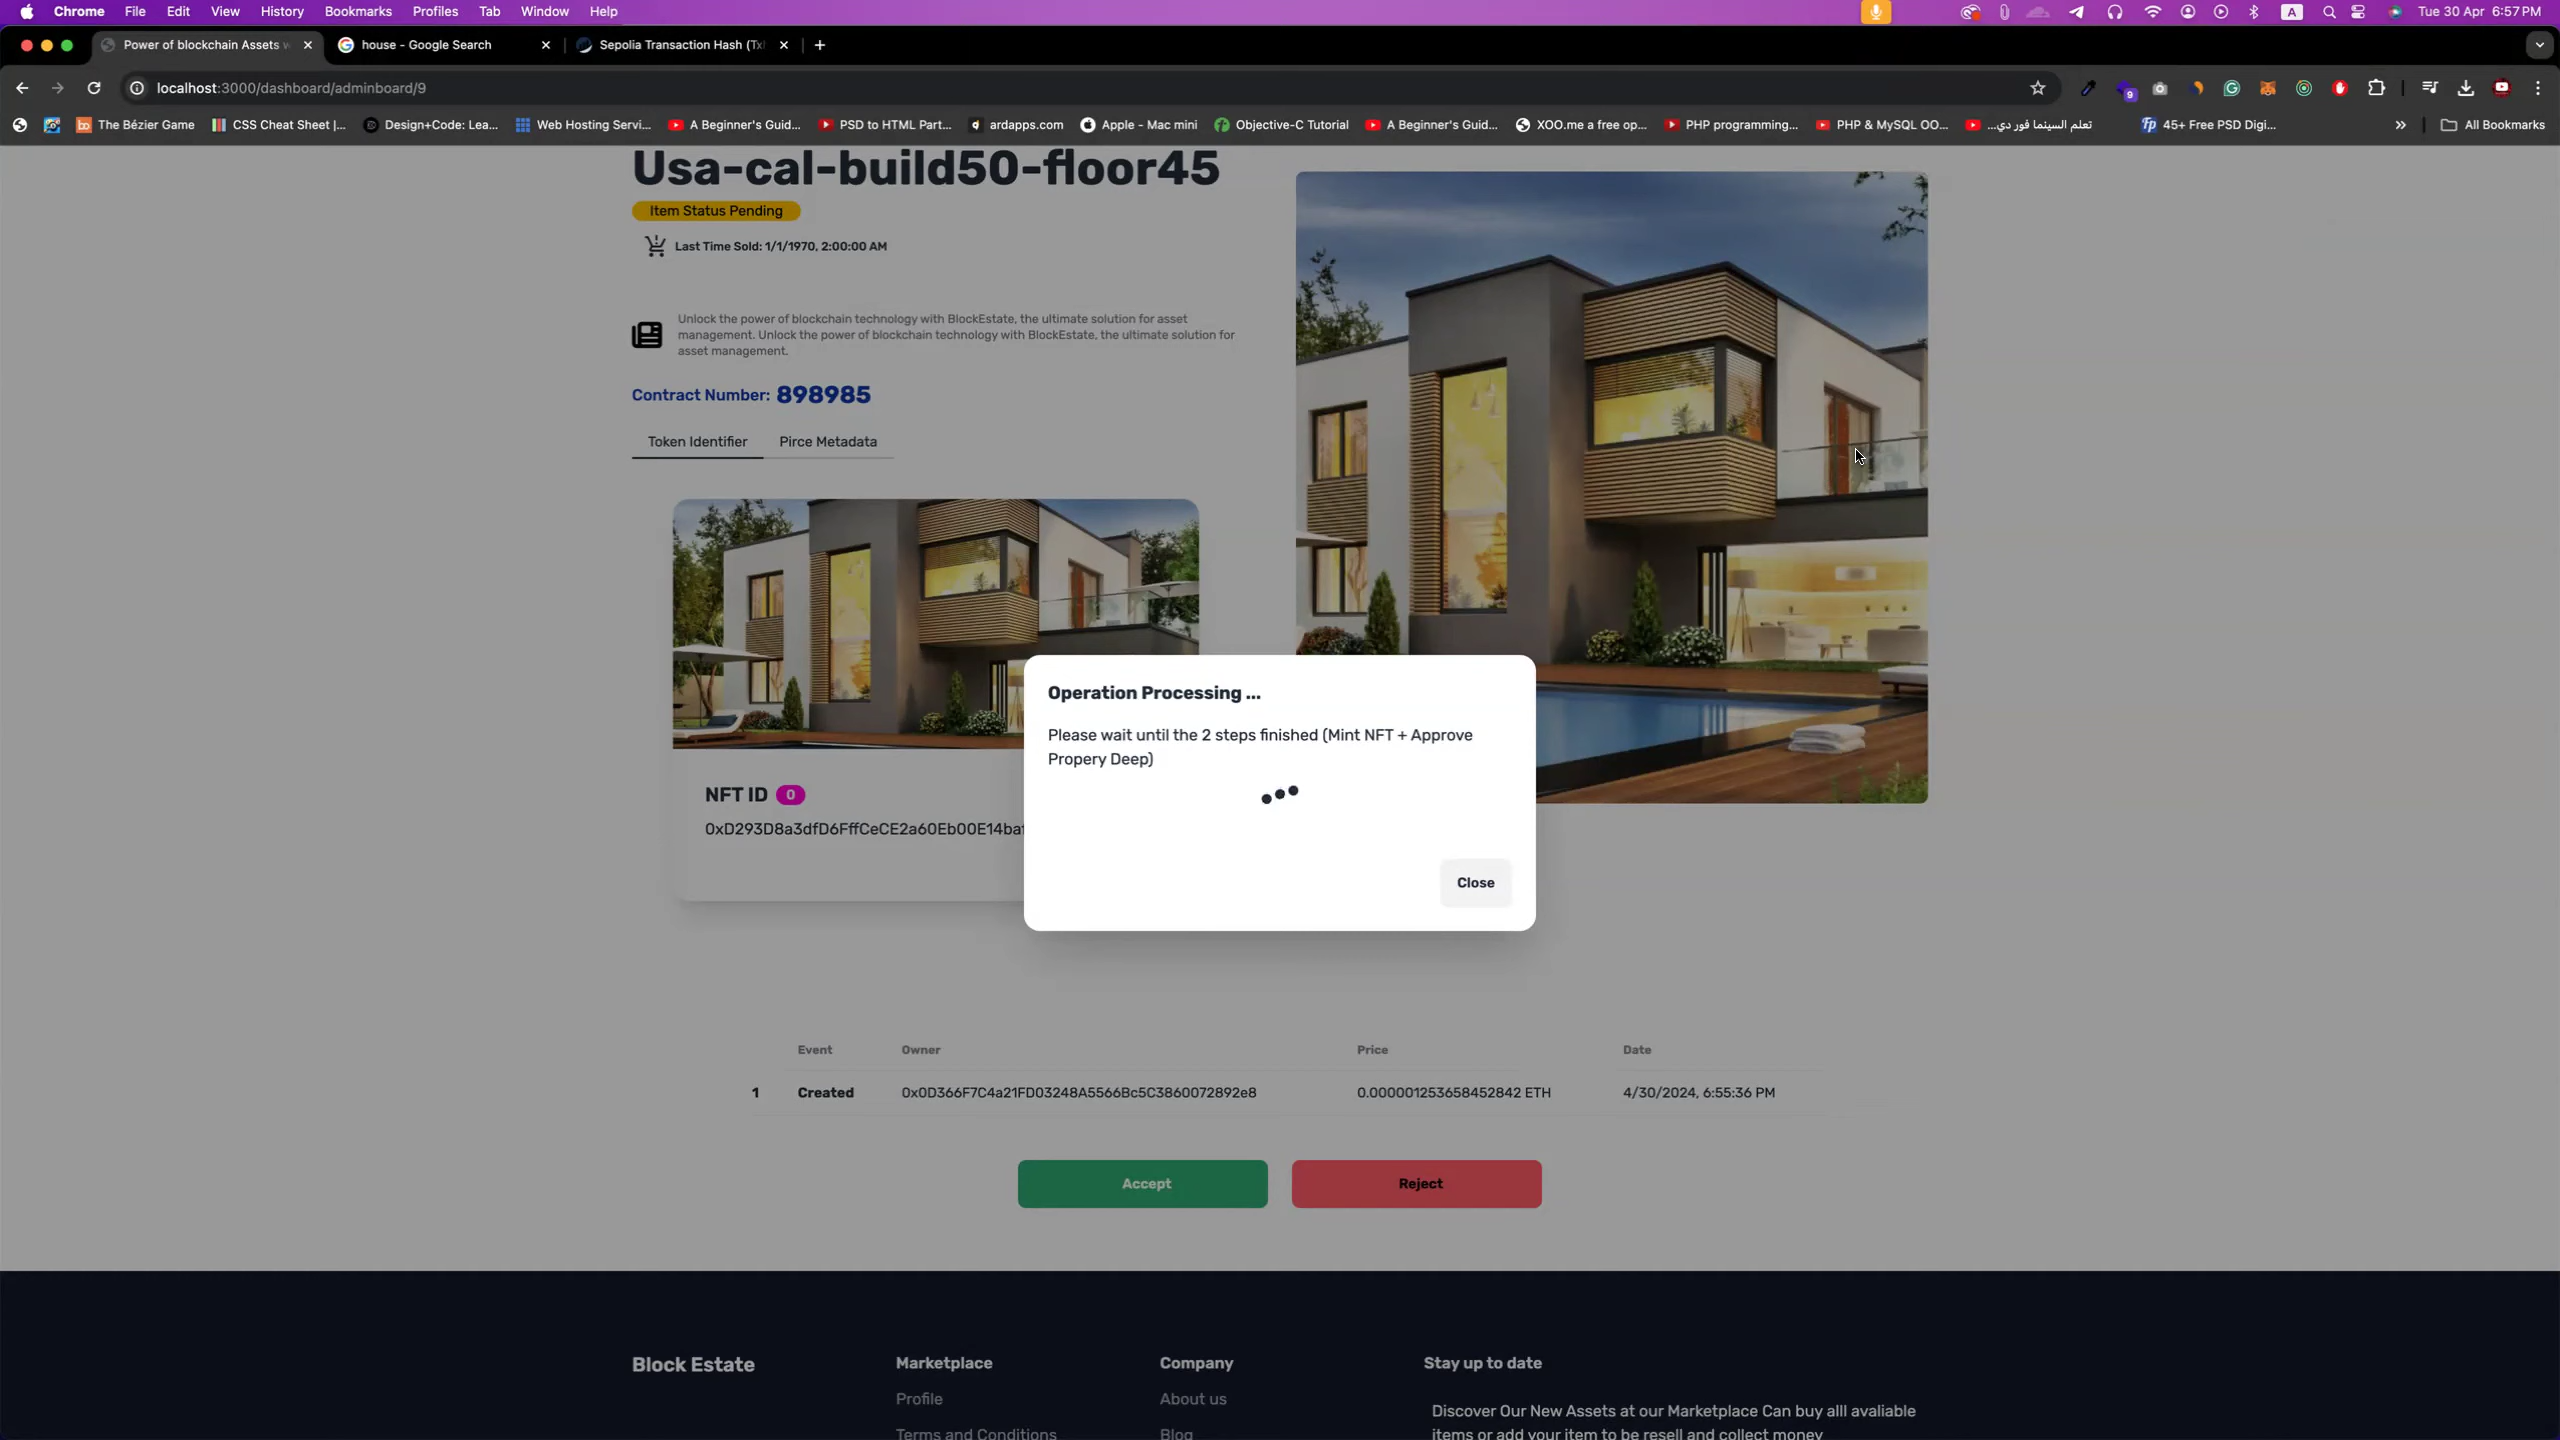 Chrome File Edit View History Bookmarks Profiles Tab Window Help
A Tue 30 Apr 6:57 PM
Power of blockchain Assets w
house - Google Search
Sepolia Transaction Hash (Tx
localhost:3000/dashboard/adminboard/9
9
The Bézier Game
CSS Cheat Sheet |...
Design+Code: Lea...
Web Hosting Servi...
A Beginner's Guid...
PSD to HTML Part...
ardapps.com
Apple - Mac mini
Objective-C Tutorial
A Beginner's Guid...
XOO.me a free op...
PHP programming...
PHP & MySQL OO...
تعلم السينما فور دي...
45+ Free PSD Digi...
All Bookmarks
Usa-cal-build50-floor45
Item Status Pending
Last Time Sold: 1/1/1970, 2:00:00 AM
Unlock the power of blockchain technology with BlockEstate, the ultimate solution for asset
management. Unlock the power of blockchain technology with BlockEstate, the ultimate solution for
asset management.
Contract Number: 898985
Token Identifier Pirce Metadata
Operation Processing ...
Please wait until the 2 steps finished (Mint NFT + Approve
Propery Deep)
Close
NFT ID 0
0xD293D8a3dfD6FffCeCE2a60Eb00E14baf
Event Owner Price Date
1 Created 0x0D366F7C4a21FD03248A5566Bc5C3860072892e8 0.000001253658452842 ETH 4/30/2024, 6:55:36 PM
Accept
Reject
Block Estate
Marketplace
Company
Stay up to date
Profile
About us
Discover Our New Assets at our Marketplace Can buy alll avaliable
Terms and Conditions
Blog
items or add your item to be resell and collect money